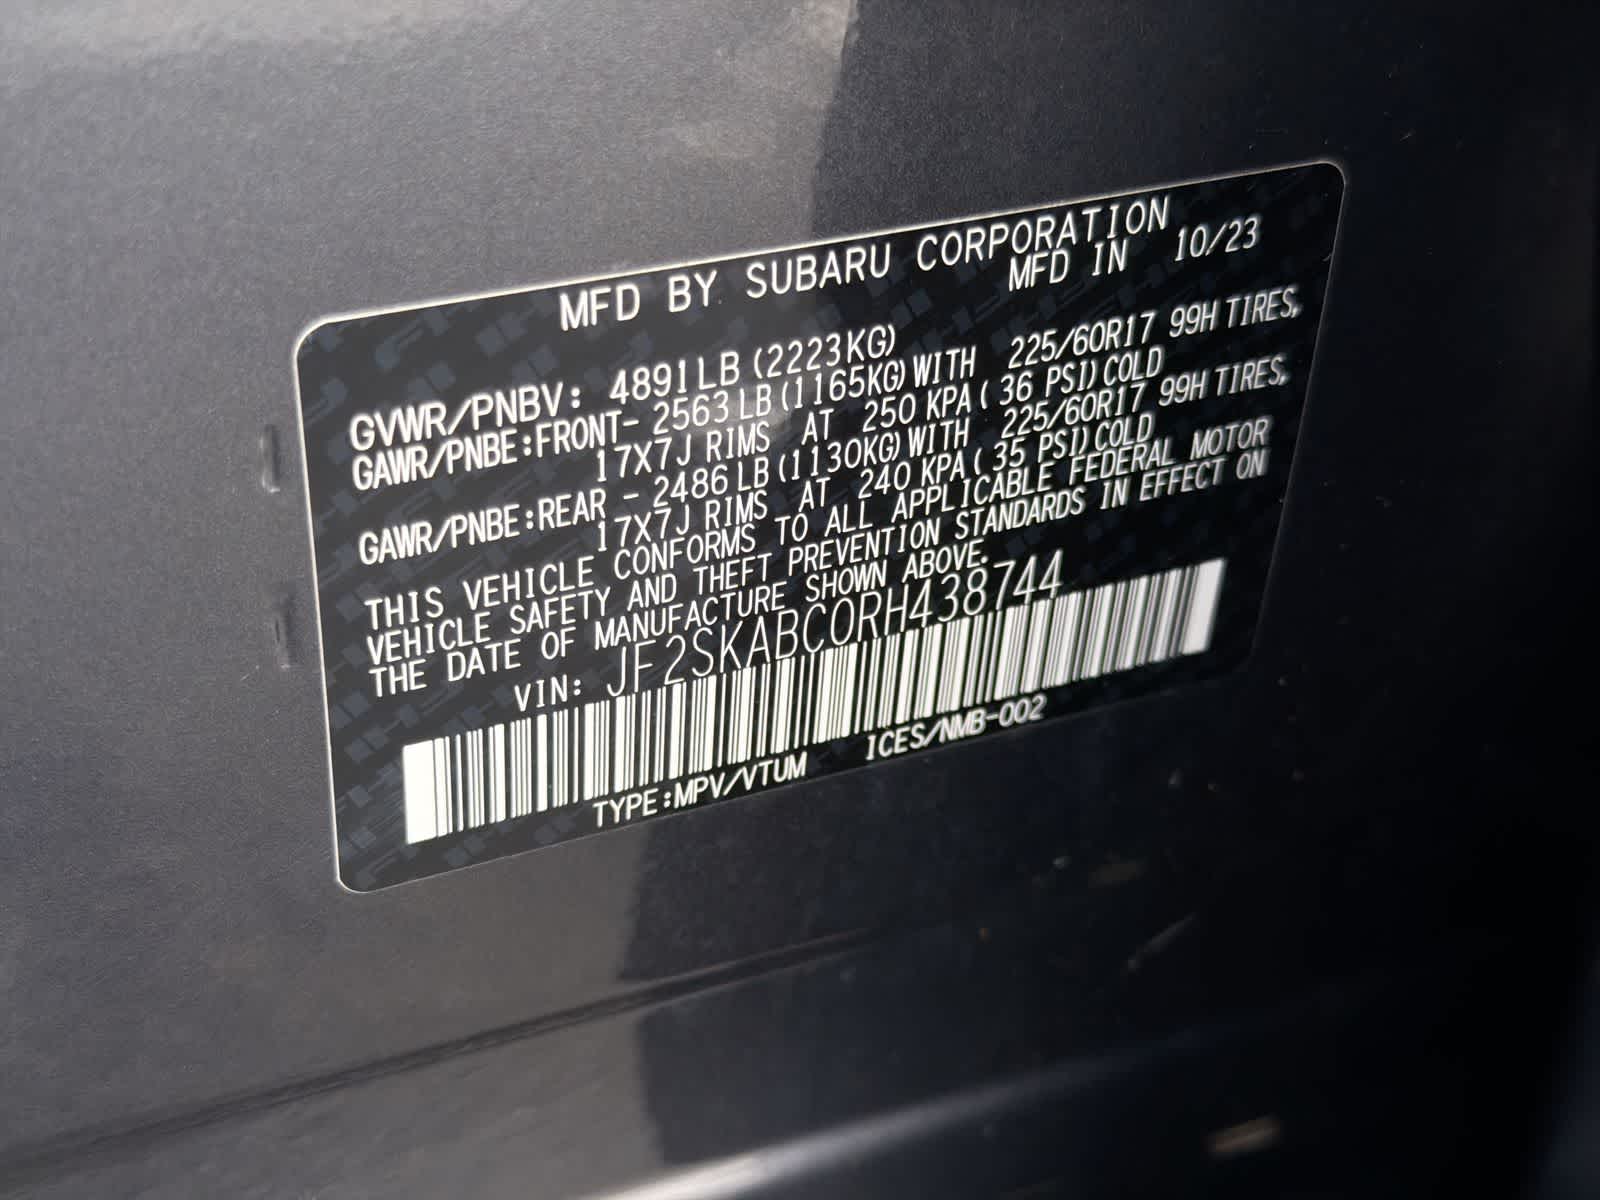 MFD BY SUBARU CORPORATION
MFD IN 10/23
GVWR/PNBV: 4891LB (2223KG)
GAWR/PNBE:FRONT- 2563LB(1165KG)WITH 225/60R17 99H TIRES,
17X7J RIMS AT 250 KPA( 36 PSI)COLD
GAWR/PNBE:REAR - 2486LB(1130KG)WITH 225/60R17 99H TIRES,
17X7J RIMS AT 240 KPA( 35 PSI)COLD
THIS VEHICLE CONFORMS TO ALL APPLICABLE FEDERAL MOTOR
VEHICLE SAFETY AND THEFT PREVENTION STANDARDS IN EFFECT ON
THE DATE OF MANUFACTURE SHOWN ABOVE.
VIN: JF2SKABC0RH438744
TYPE:MPV/VTUM ICES/NMB-002